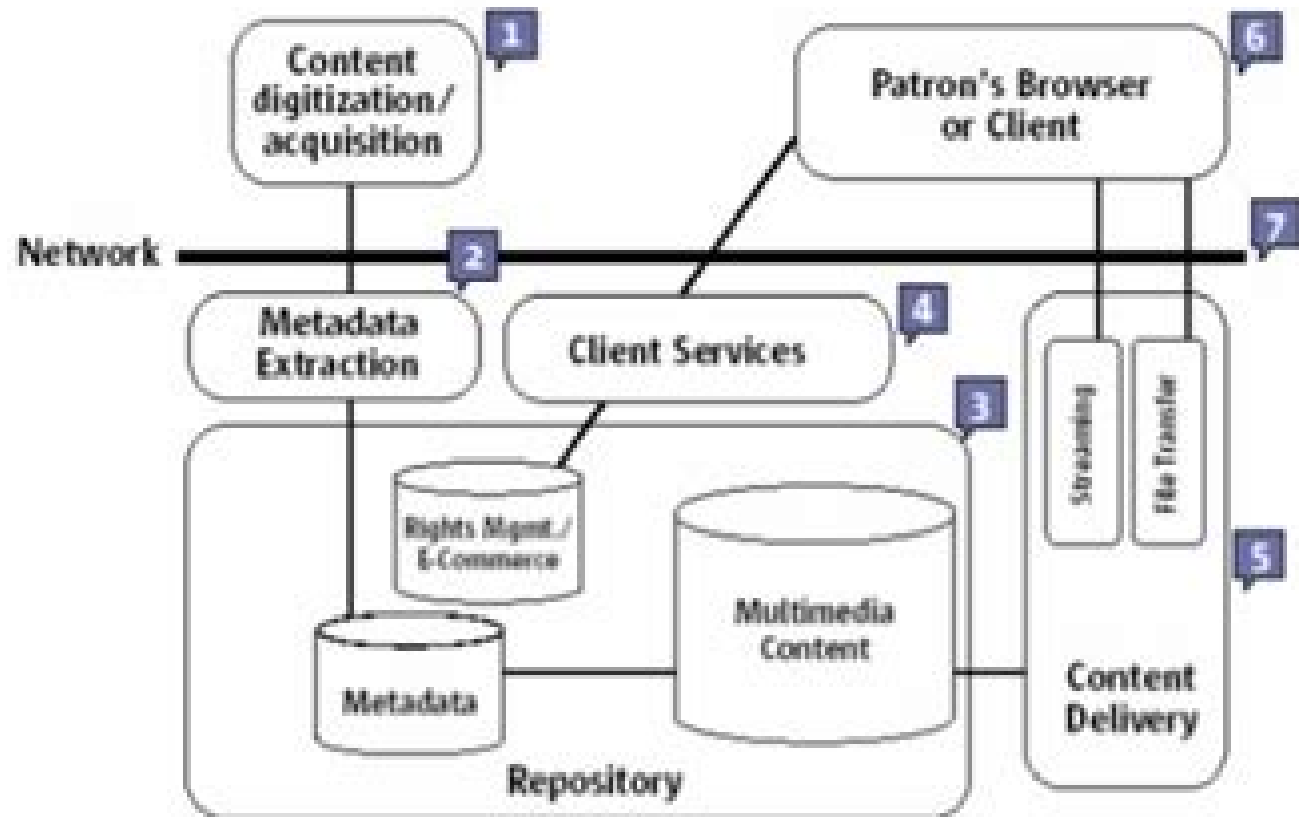 1
Content
digitization/
acquisition
6
Patron's Browser
or Client
Network
7
2
Metadata
Extraction
4
Client Services
3
Streaming
File Transfer
5
Rights Mgmt./
E-Commerce
Multimedia
Content
Metadada
Content
Delivery
Repository